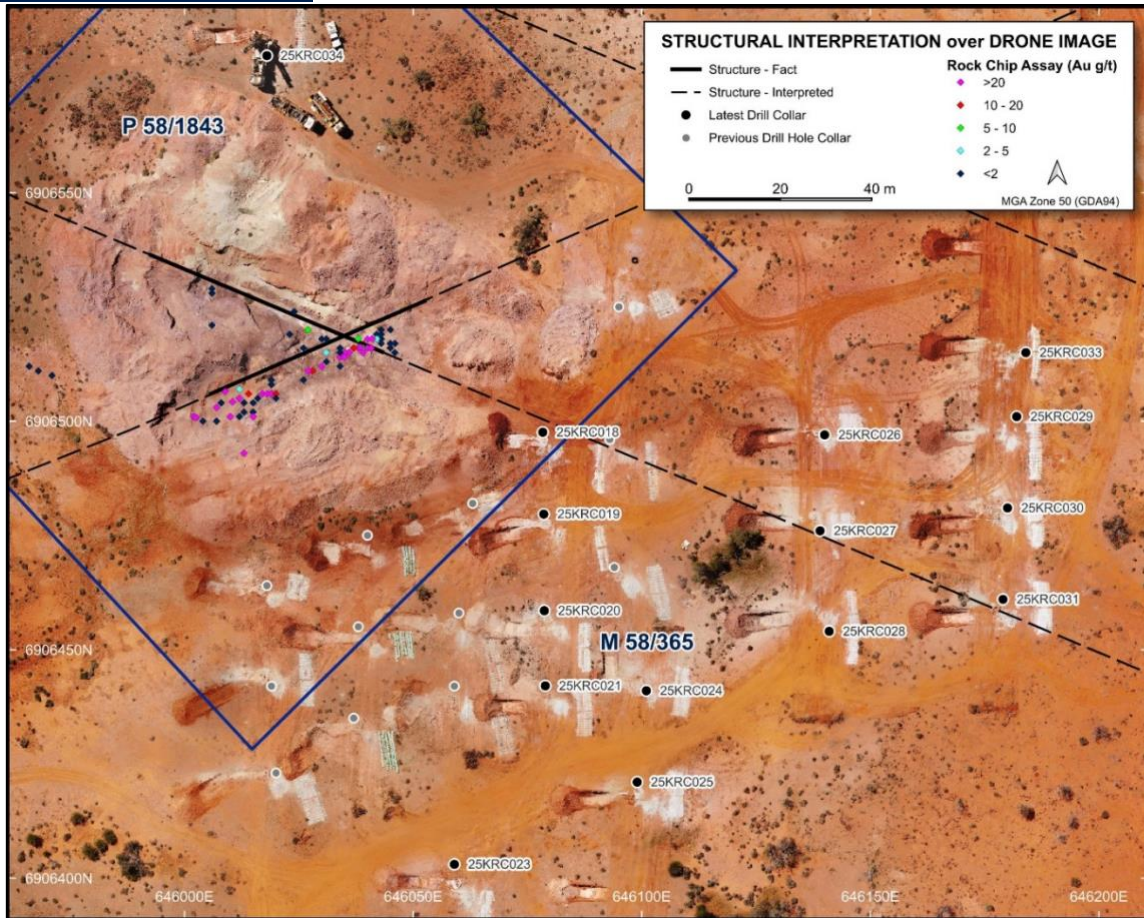 STRUCTURAL INTERPRETATION over DRONE IMAGE
Structure - Fact
Structure - Interpreted
Latest Drill Collar
Previous Drill Hole Collar
Rock Chip Assay (Au g/t)
>20
10 - 20
5 - 10
2 - 5
<2
0 20 40 m
MGA Zone 50 (GDA94)
25KRC034
P 58/1843
6906550N
25KRC033
25KRC029
6906500N
25KRC018
25KRC026
25KRC019
25KRC030
25KRC027
25KRC031
25KRC020
25KRC028
M 58/365
6906450N
25KRC021
25KRC024
25KRC025
25KRC023
6906400N
646000E
646050E
646100E
646150E
646200E